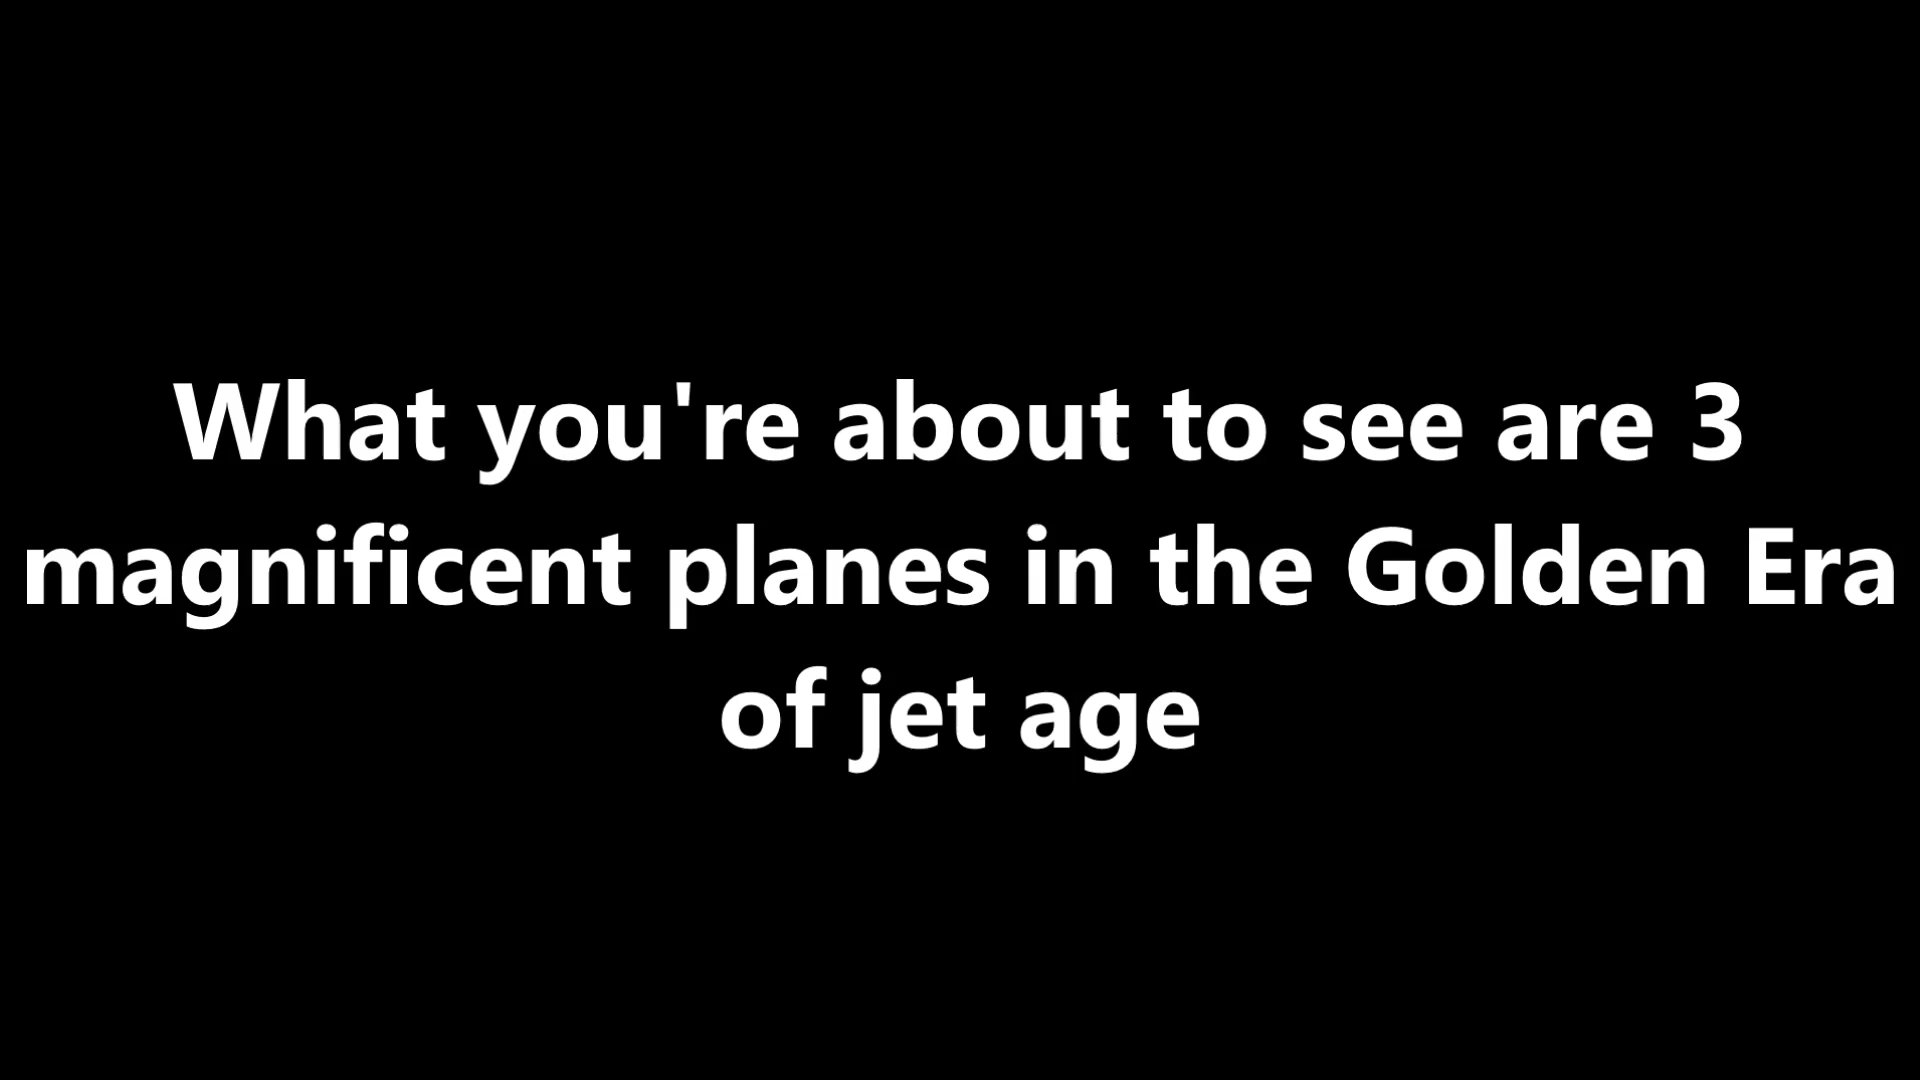 What you're about to see are 3
magnificent planes in the Golden Era
of jet age